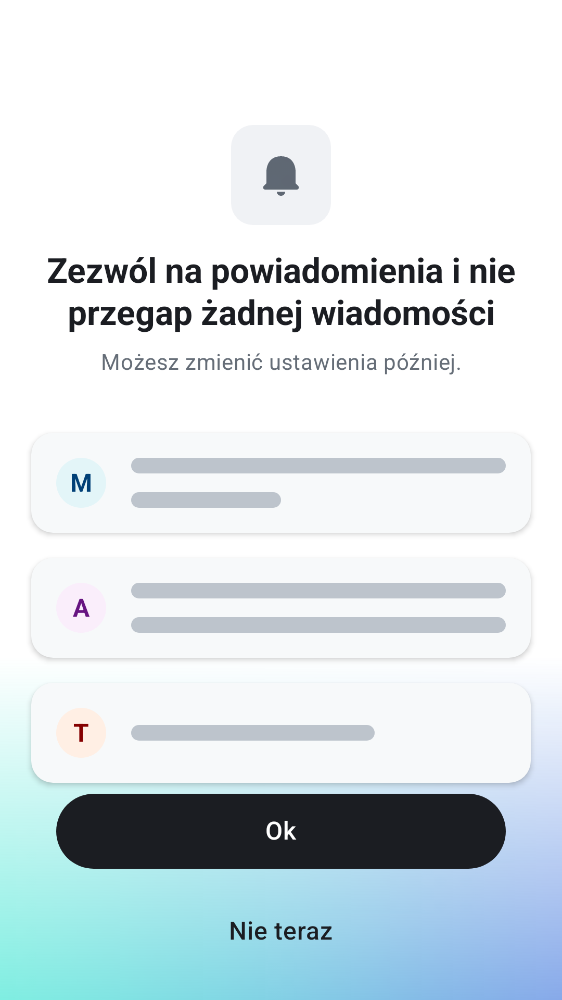 Zezwól na powiadomienia i nie
przegap żadnej wiadomości
Możesz zmienić ustawienia później.
M
A
T
Ok
Nie teraz